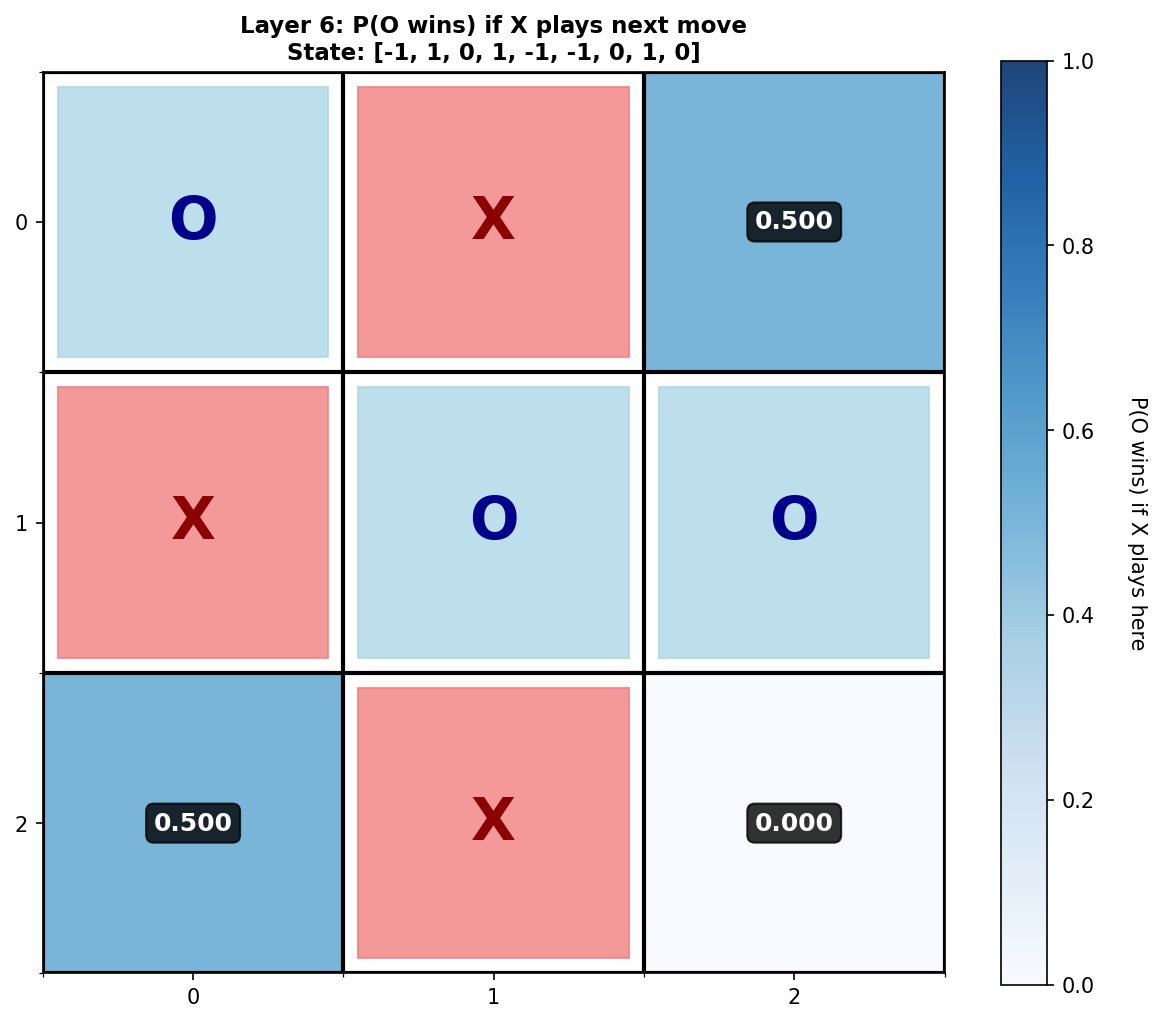 Layer 6: P(O wins) if X plays next move
State: [-1, 1, 0, 1, -1, -1, 0, 1, 0]
O
X
0.500
X
O
O
0.500
X
0.000
0
1
2
0
1
2
1.0
0.8
0.6
0.4
0.2
0.0
P(O wins) if X plays here